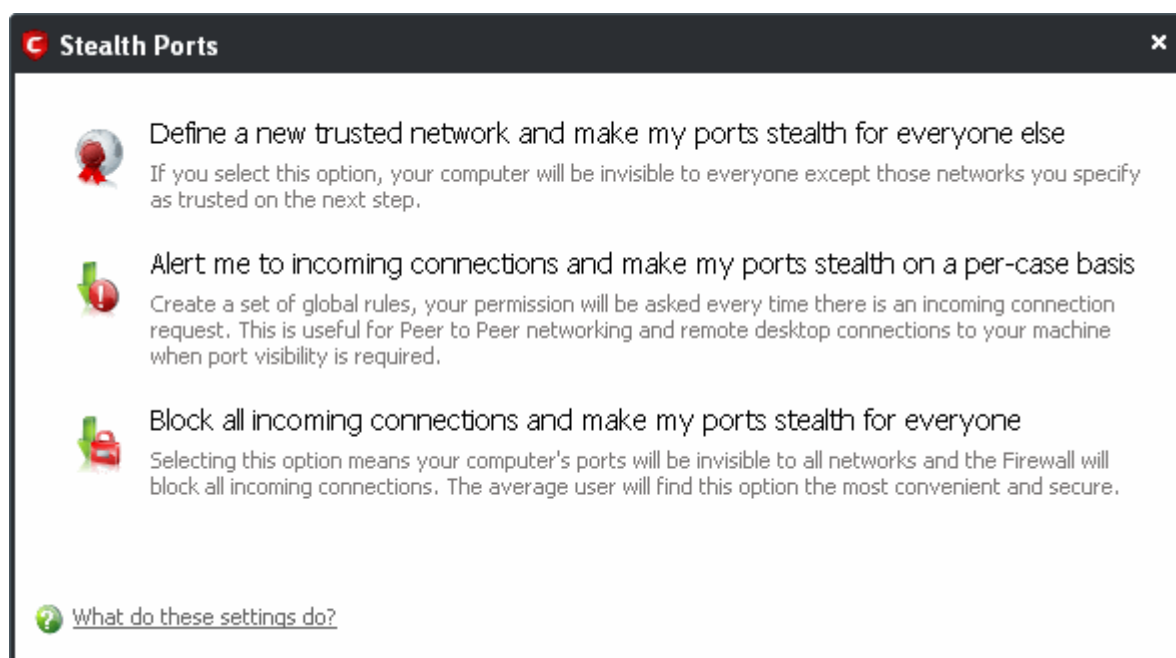 Stealth Ports
Define a new trusted network and make my ports stealth for everyone else
If you select this option, your computer will be invisible to everyone except those networks you specify
as trusted on the next step.
Alert me to incoming connections and make my ports stealth on a per-case basis
Create a set of global rules, your permission will be asked every time there is an incoming connection
request. This is useful for Peer to Peer networking and remote desktop connections to your machine
when port visibility is required.
Block all incoming connections and make my ports stealth for everyone
Selecting this option means your computer's ports will be invisible to all networks and the Firewall will
block all incoming connections. The average user will find this option the most convenient and secure.
What do these settings do?